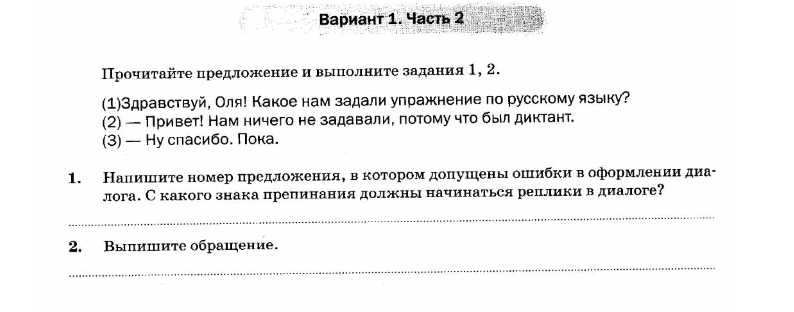 Вариант 1. Часть 2
Прочитайте предложение и выполните задания 1, 2.
(1)Здравствуй, Оля! Какое нам задали упражнение по русскому языку?
(2) — Привет! Нам ничего не задавали, потому что был диктант.
(3) — Ну спасибо. Пока.
1. Напишите номер предложения, в котором допущены ошибки в оформлении диа-
лога. С какого знака препинания должны начинаться реплики в диалоге?
2. Выпишите обращение.